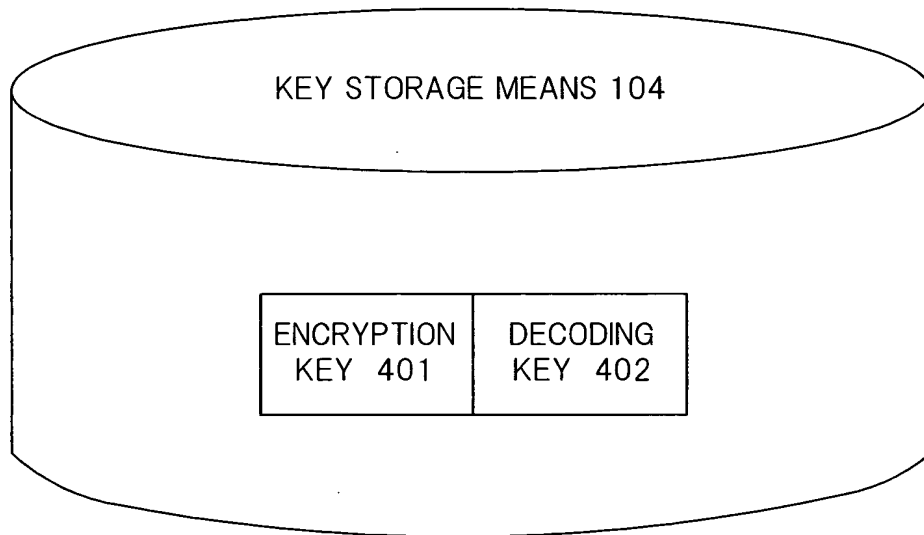 KEY STORAGE MEANS 104
ENCRYPTION
KEY 401
DECODING
KEY 402